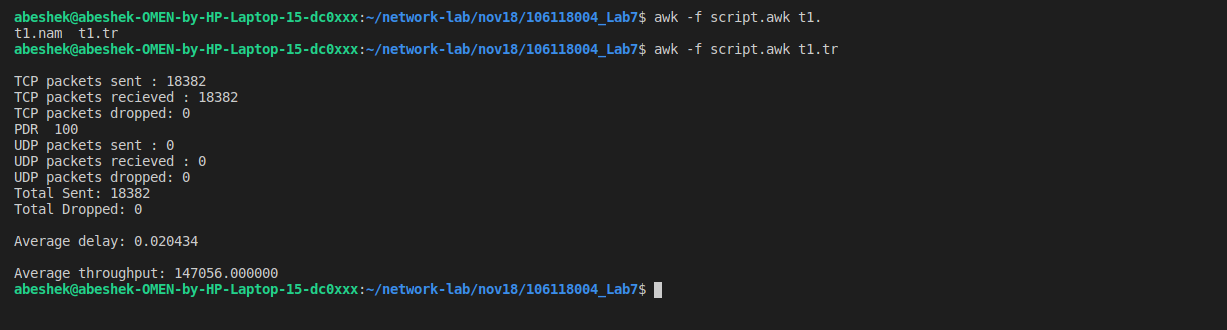 abeshek@abeshek-OMEN-by-HP-Laptop-15-dc0xxx:~/network-lab/nov18/106118004_Lab7$ awk -f script.awk t1.
t1.nam  t1.tr
abeshek@abeshek-OMEN-by-HP-Laptop-15-dc0xxx:~/network-lab/nov18/106118004_Lab7$ awk -f script.awk t1.tr
TCP packets sent : 18382
TCP packets recieved : 18382
TCP packets dropped: 0
PDR  100
UDP packets sent : 0
UDP packets recieved : 0
UDP packets dropped: 0
Total Sent: 18382
Total Dropped: 0
Average delay: 0.020434
Average throughput: 147056.000000
abeshek@abeshek-OMEN-by-HP-Laptop-15-dc0xxx:~/network-lab/nov18/106118004_Lab7$